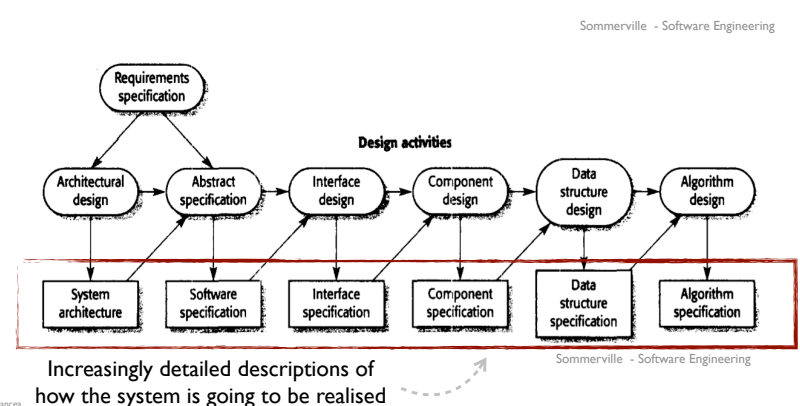 Sommerville - Software Engineering
Requirements
specification
Design activities
Architectural
design
Abstract
specification
Interface
design
Component
design
Data
structure
design
Algorithm
design
System
architecture
Software
specification
Interface
specification
Component
specification
Data
structure
specification
Algorithm
specification
Sommerville - Software Engineering
Increasingly detailed descriptions of
how the system is going to be realised
ances